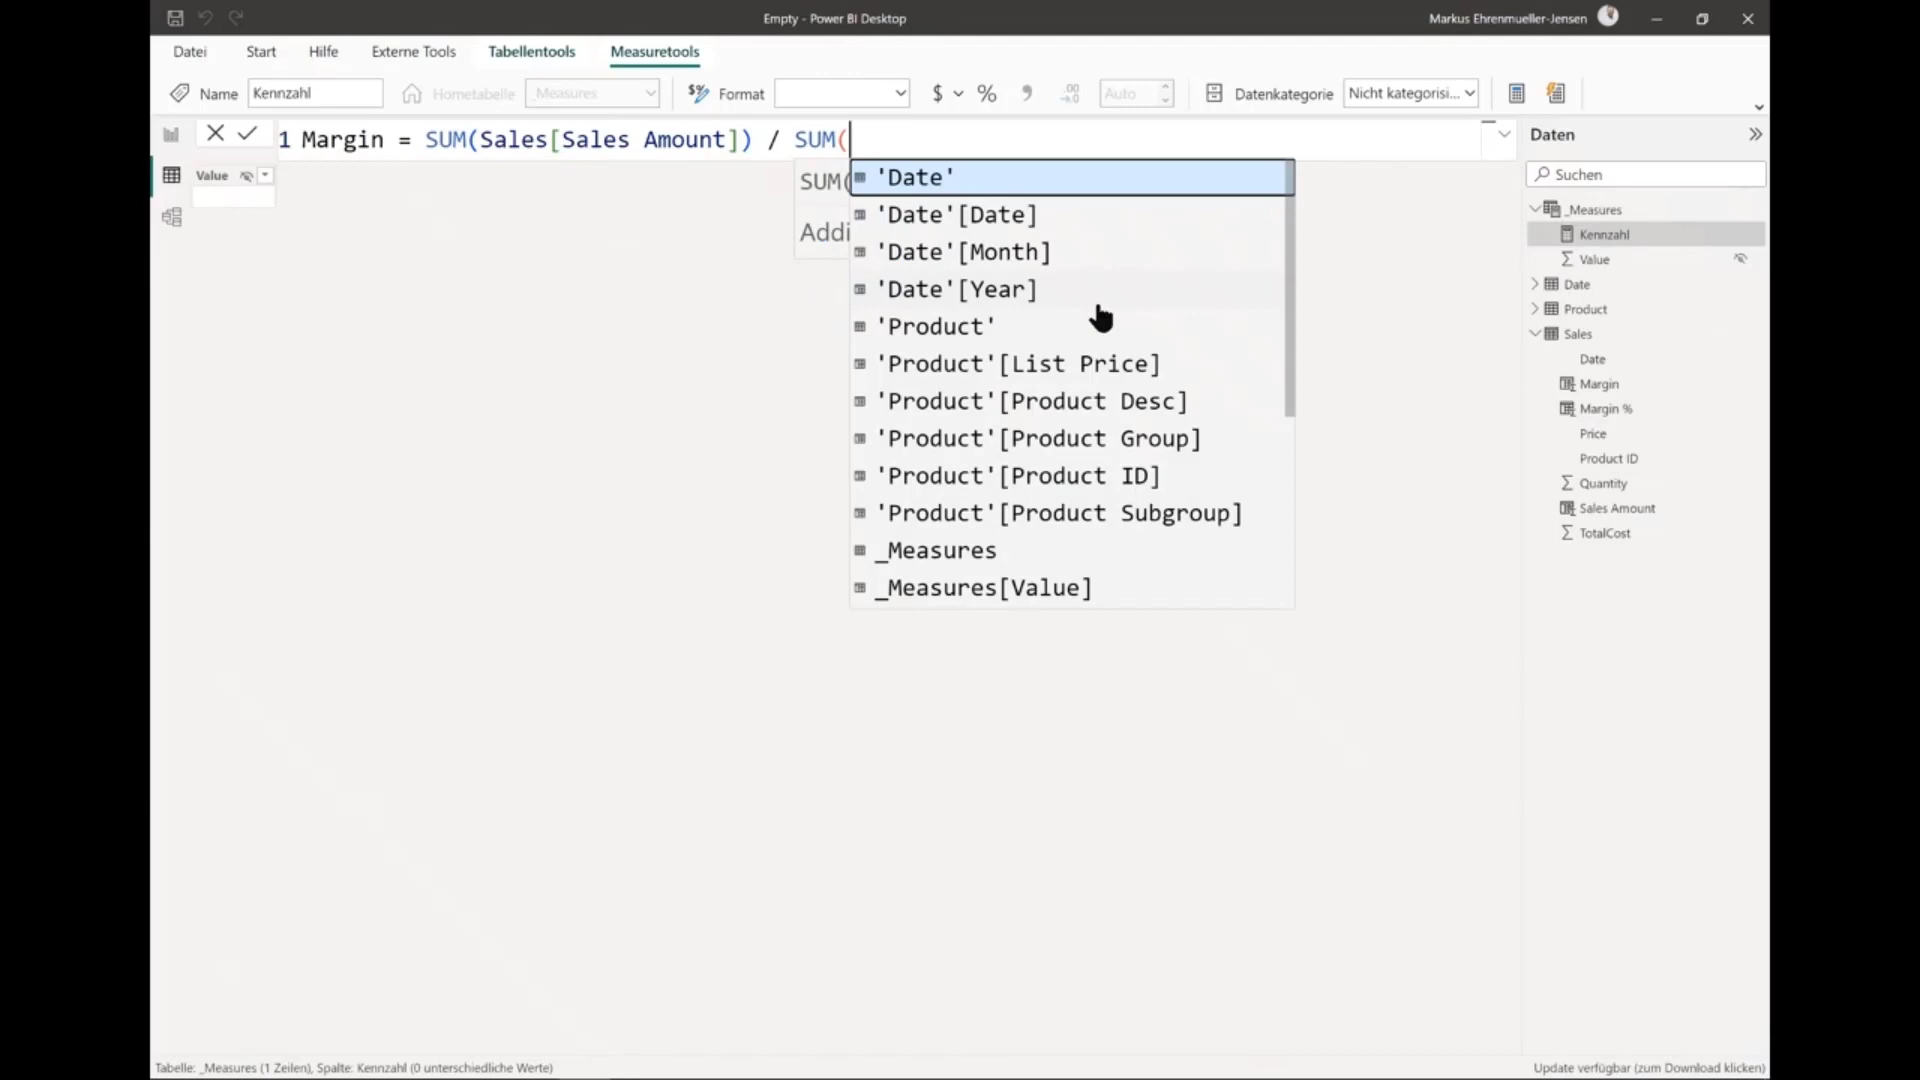 Empty - Power BI Desktop
Markus Ehrenmueller-Jensen
Datei Start Hilfe Externe Tools Tabellentools Measuretools
Name Kennzahl Hometabelle _Measures Format $ % Auto Datenkategorie Nicht kategorisi...
1 Margin = SUM(Sales[Sales Amount]) / SUM(
Value
SUM(
Addi
'Date'
'Date'[Date]
'Date'[Month]
'Date'[Year]
'Product'
'Product'[List Price]
'Product'[Product Desc]
'Product'[Product Group]
'Product'[Product ID]
'Product'[Product Subgroup]
_Measures
_Measures[Value]
Daten
Suchen
_Measures
Kennzahl
Value
Date
Product
Sales
Date
Margin
Margin %
Price
Product ID
Quantity
Sales Amount
TotalCost
Tabelle: _Measures (1 Zeilen), Spalte: Kennzahl (0 unterschiedliche Werte)
Update verfügbar (zum Download klicken)